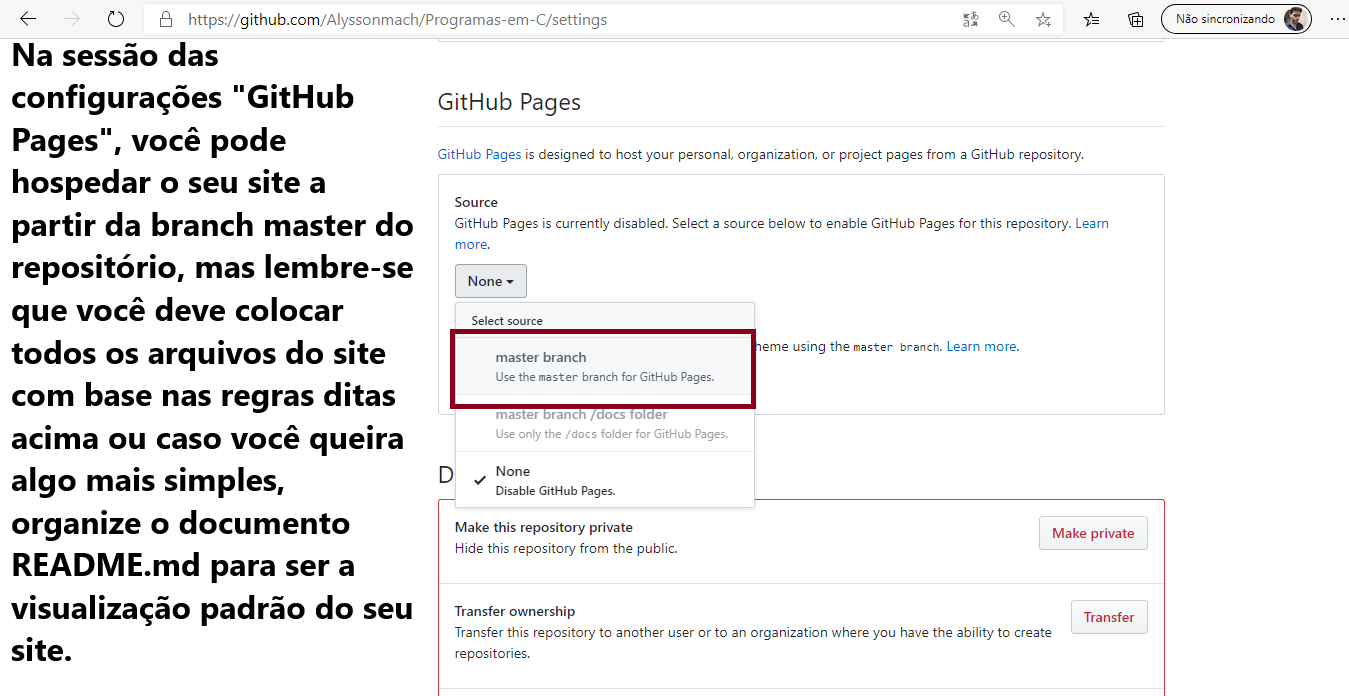 https://github.com/Alyssonmach/Programas-em-C/settings
Não sincronizando
Na sessão das
configurações "GitHub
Pages", você pode
hospedar o seu site a
partir da branch master do
repositório, mas lembre-se
que você deve colocar
todos os arquivos do site
com base nas regras ditas
acima ou caso você queira
algo mais simples,
organize o documento
README.md para ser a
visualização padrão do seu
site.
GitHub Pages
GitHub Pages is designed to host your personal, organization, or project pages from a GitHub repository.
Source
GitHub Pages is currently disabled. Select a source below to enable GitHub Pages for this repository. Learn
more.
None
Select source
master branch
Use the master branch for GitHub Pages.
heme using the master branch. Learn more.
master branch /docs folder
Use only the /docs folder for GitHub Pages.
None
Disable GitHub Pages.
D
Make this repository private
Hide this repository from the public.
Make private
Transfer ownership
Transfer this repository to another user or to an organization where you have the ability to create
repositories.
Transfer